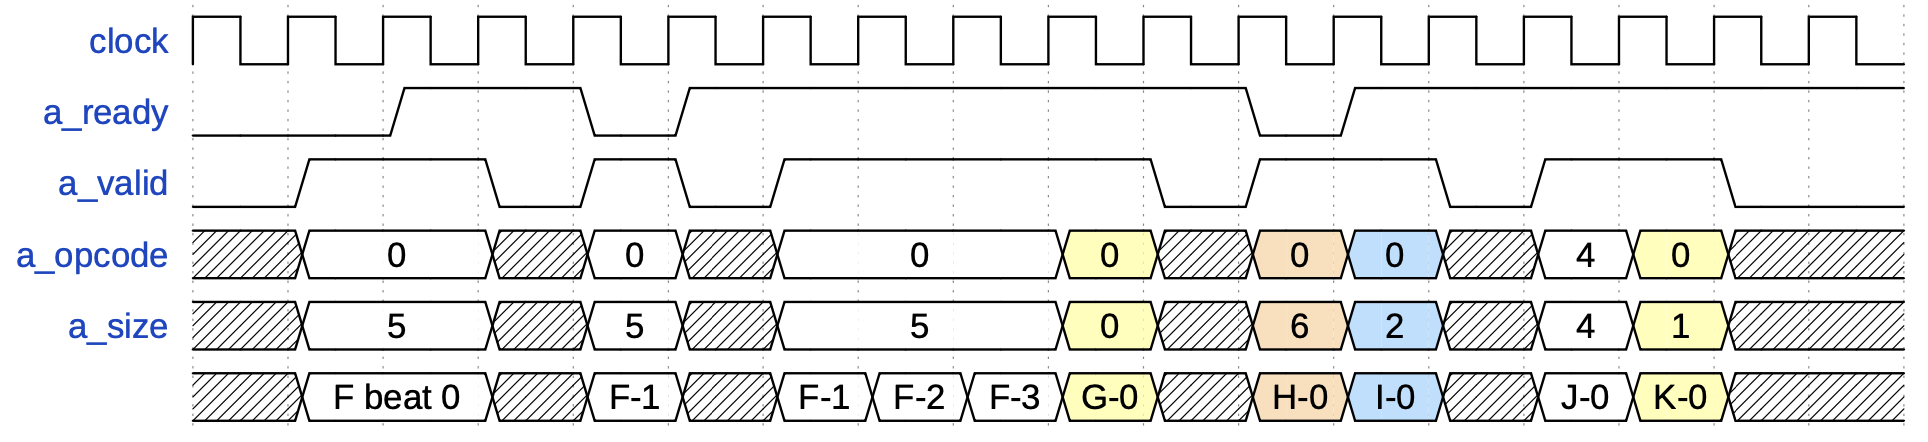 clock
a_ready
a_valid
a_opcode 0 0 0 0 0 0 4 0
a_size 5 5 5 0 6 2 4 1
F beat 0 F-1 F-1 F-2 F-3 G-0 H-0 I-0 J-0 K-0